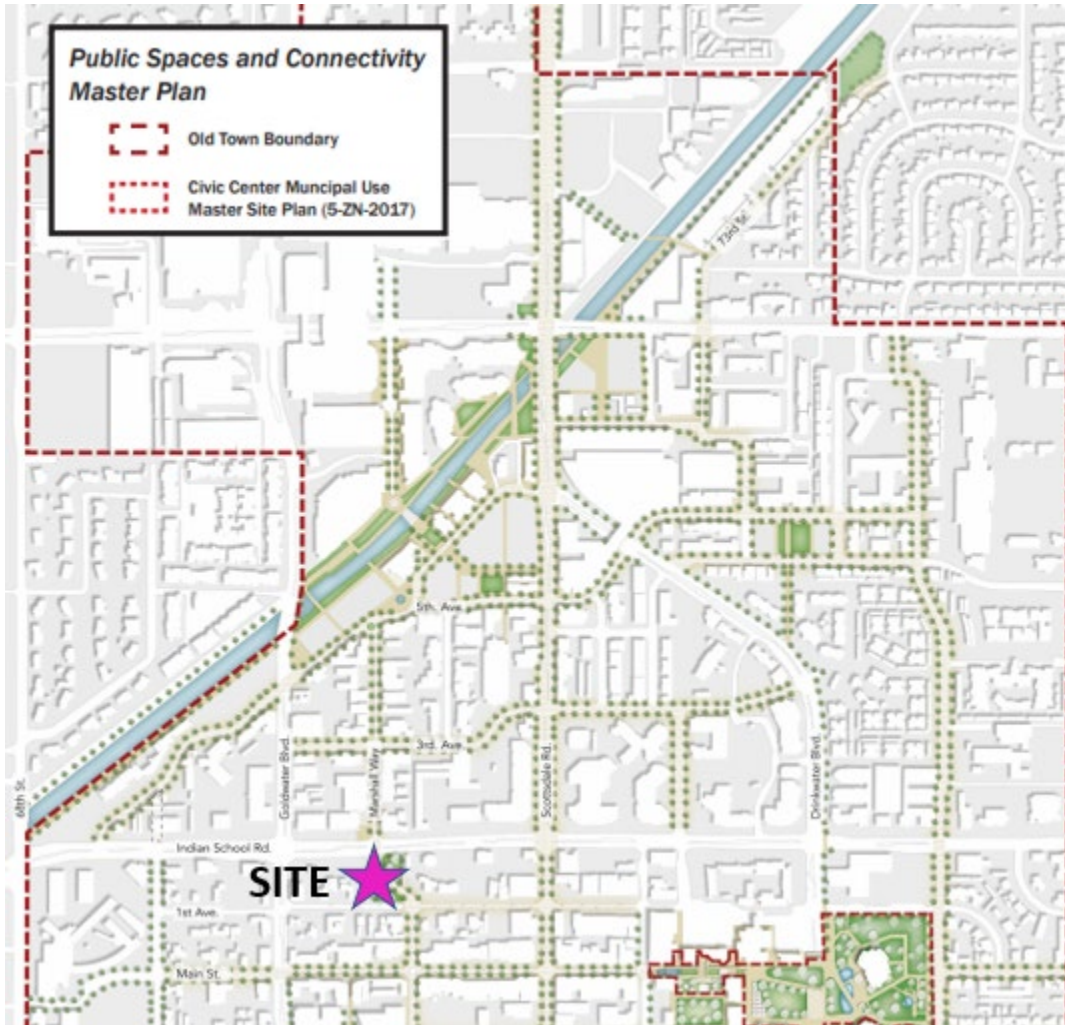 Public Spaces and Connectivity
Master Plan
Old Town Boundary
Civic Center Muncipal Use
Master Site Plan (5-ZN-2017)
73rd St.
5th. Ave.
68th St.
Goldwater Blvd.
Marshall Way
3rd. Ave
Scottsdale Rd.
Drinkwater Blvd.
Indian School Rd.
SITE
1st Ave.
Main St.